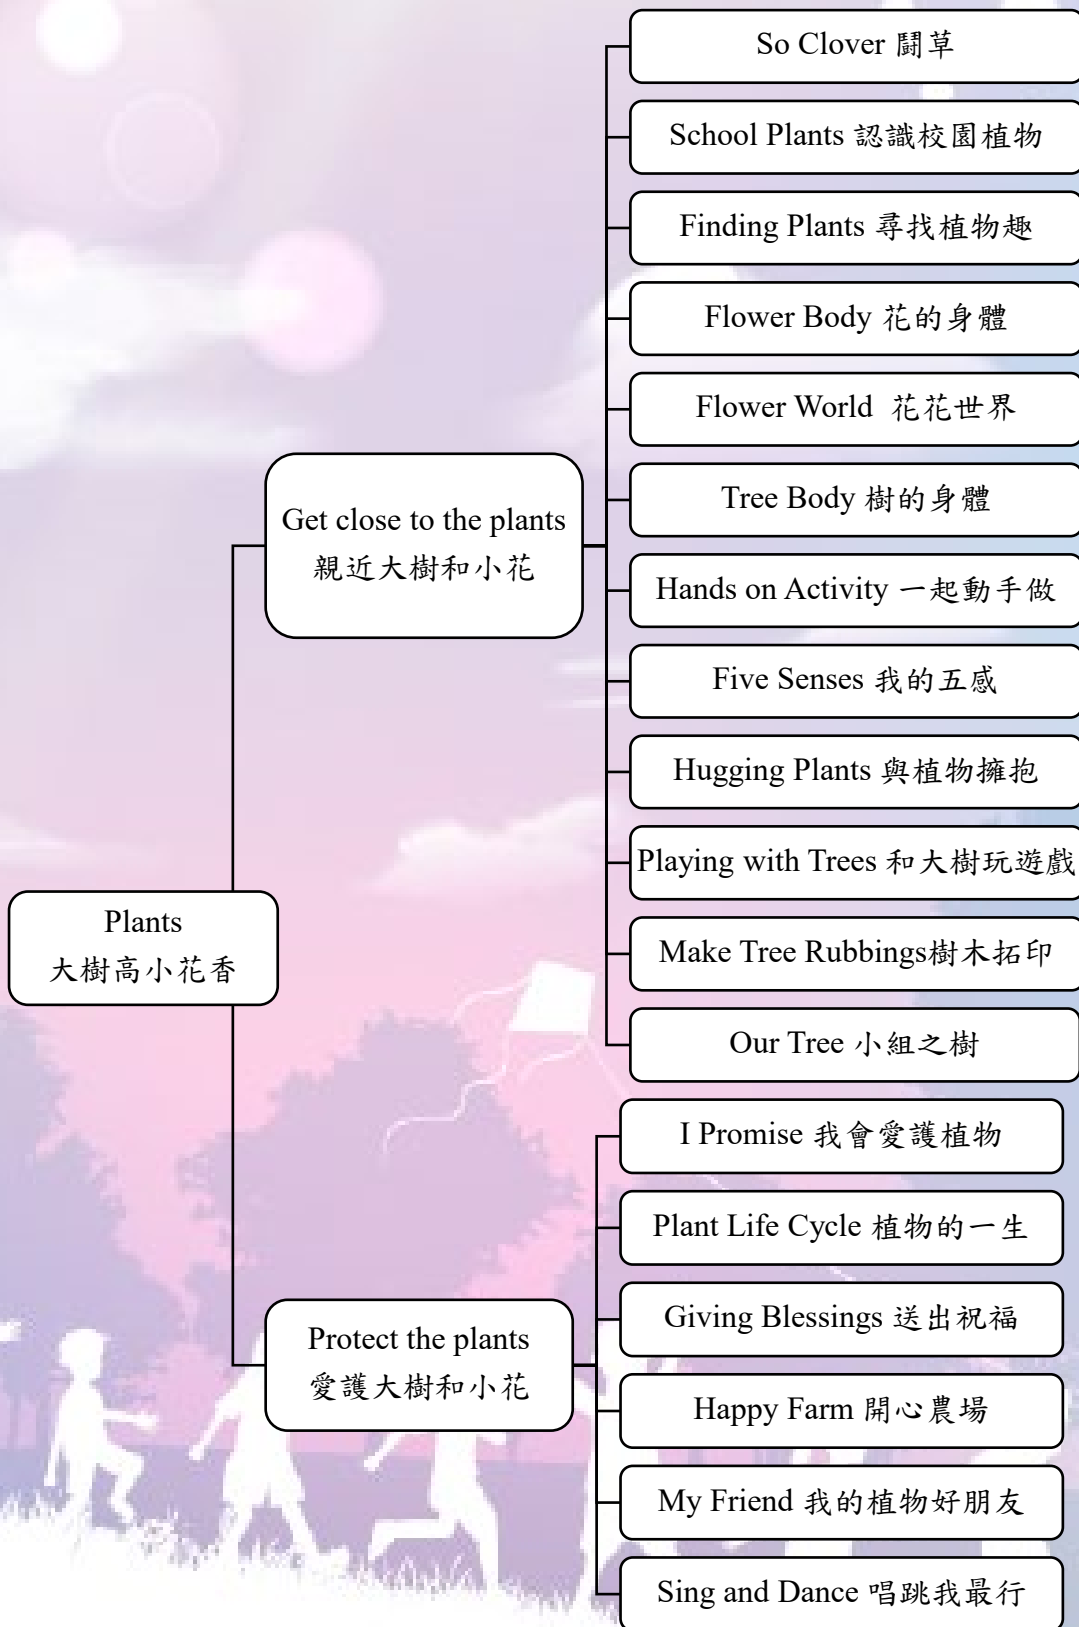 Plants
大樹高小花香
Get close to the plants
親近大樹和小花
So Clover 鬪草
School Plants 認識校園植物
Finding Plants 尋找植物趣
Flower Body 花的身體
Flower World 花花世界
Tree Body 樹的身體
Hands on Activity 一起動手做
Five Senses 我的五感
Hugging Plants 與植物擁抱
Playing with Trees 和大樹玩遊戲
Make Tree Rubbings樹木拓印
Our Tree 小組之樹
Protect the plants
愛護大樹和小花
I Promise 我會愛護植物
Plant Life Cycle 植物的一生
Giving Blessings 送出祝福
Happy Farm 開心農場
My Friend 我的植物好朋友
Sing and Dance 唱跳我最行